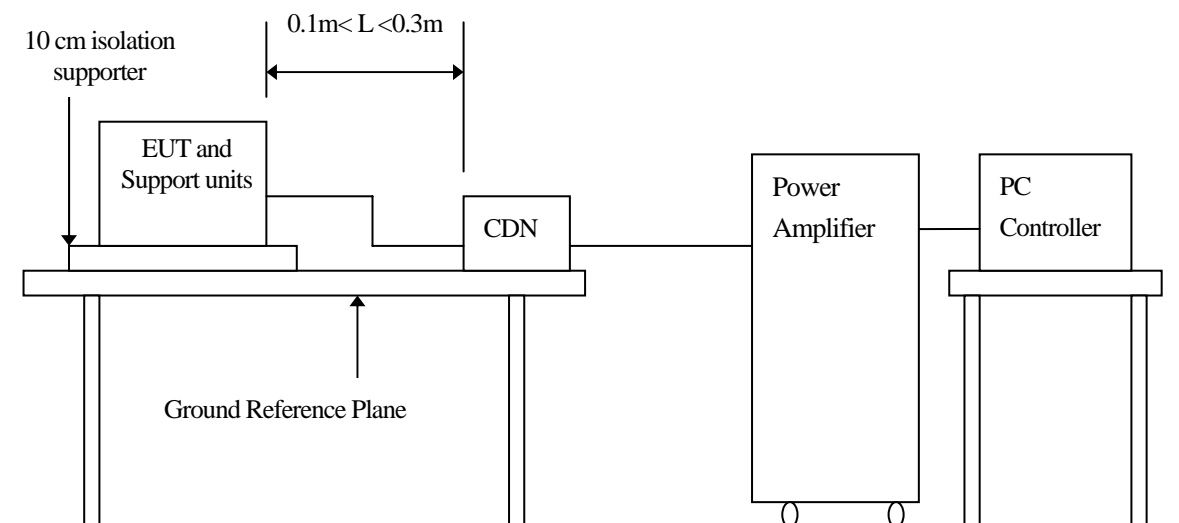 0.1m< L <0.3m
10 cm isolation
supporter
EUT and
Support units
CDN
Power
Amplifier
PC
Controller
Ground Reference Plane